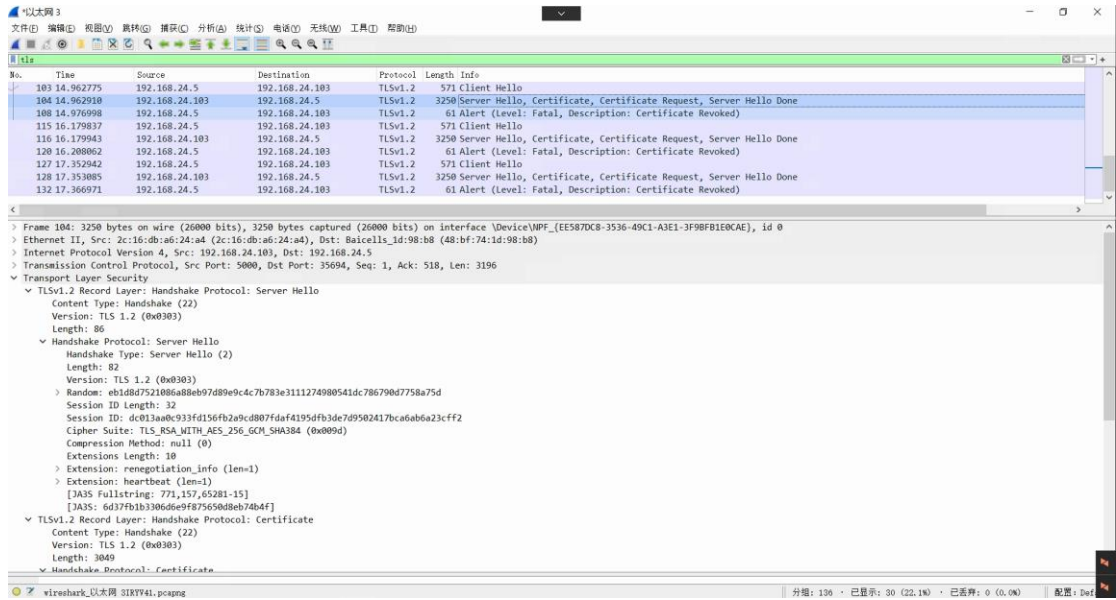 *以太网 3
文件(F) 编辑(E) 视图(V) 跳转(G) 捕获(C) 分析(A) 统计(S) 电话(Y) 无线(W) 工具(T) 帮助(H)
tls
No. Time Source Destination Protocol Length Info
103 14.962775 192.168.24.5 192.168.24.103 TLSv1.2 571 Client Hello
104 14.962910 192.168.24.103 192.168.24.5 TLSv1.2 3250 Server Hello, Certificate, Certificate Request, Server Hello Done
108 14.976998 192.168.24.5 192.168.24.103 TLSv1.2 61 Alert (Level: Fatal, Description: Certificate Revoked)
115 16.179837 192.168.24.5 192.168.24.103 TLSv1.2 571 Client Hello
116 16.179943 192.168.24.103 192.168.24.5 TLSv1.2 3250 Server Hello, Certificate, Certificate Request, Server Hello Done
120 16.208062 192.168.24.5 192.168.24.103 TLSv1.2 61 Alert (Level: Fatal, Description: Certificate Revoked)
127 17.352942 192.168.24.5 192.168.24.103 TLSv1.2 571 Client Hello
128 17.353085 192.168.24.103 192.168.24.5 TLSv1.2 3250 Server Hello, Certificate, Certificate Request, Server Hello Done
132 17.366971 192.168.24.5 192.168.24.103 TLSv1.2 61 Alert (Level: Fatal, Description: Certificate Revoked)
Frame 104: 3250 bytes on wire (26000 bits), 3250 bytes captured (26000 bits) on interface \Device\NPF_{EE587DC8-3536-49C1-A3E1-3F9BFB1E0CAE}, id 0
Ethernet II, Src: 2c:16:db:a6:24:a4 (2c:16:db:a6:24:a4), Dst: Baicells_1d:98:b8 (48:bf:74:1d:98:b8)
Internet Protocol Version 4, Src: 192.168.24.103, Dst: 192.168.24.5
Transmission Control Protocol, Src Port: 5000, Dst Port: 35694, Seq: 1, Ack: 518, Len: 3196
Transport Layer Security
TLSv1.2 Record Layer: Handshake Protocol: Server Hello
Content Type: Handshake (22)
Version: TLS 1.2 (0x0303)
Length: 86
Handshake Protocol: Server Hello
Handshake Type: Server Hello (2)
Length: 82
Version: TLS 1.2 (0x0303)
Random: eb1d8d7521086a88eb97d89e9c4c7b783e3111274980541dc786790d7758a75d
Session ID Length: 32
Session ID: dc013aa0c933fd156fb2a9cd807fdaf4195dfb3de7d9502417bca6ab6a23cff2
Cipher Suite: TLS_RSA_WITH_AES_256_GCM_SHA384 (0x009d)
Compression Method: null (0)
Extensions Length: 10
Extension: renegotiation_info (len=1)
Extension: heartbeat (len=1)
[JA3S Fullstring: 771,157,65281-15]
[JA3S: 6d37fb1b3306d6e9f875650d8eb74b4f]
TLSv1.2 Record Layer: Handshake Protocol: Certificate
Content Type: Handshake (22)
Version: TLS 1.2 (0x0303)
Length: 3049
Handshake Protocol: Certificate
wireshark_以太网 3IRYV41.pcapng 分组: 136 · 已显示: 30 (22.1%) · 已丢弃: 0 (0.0%) 配置: Def